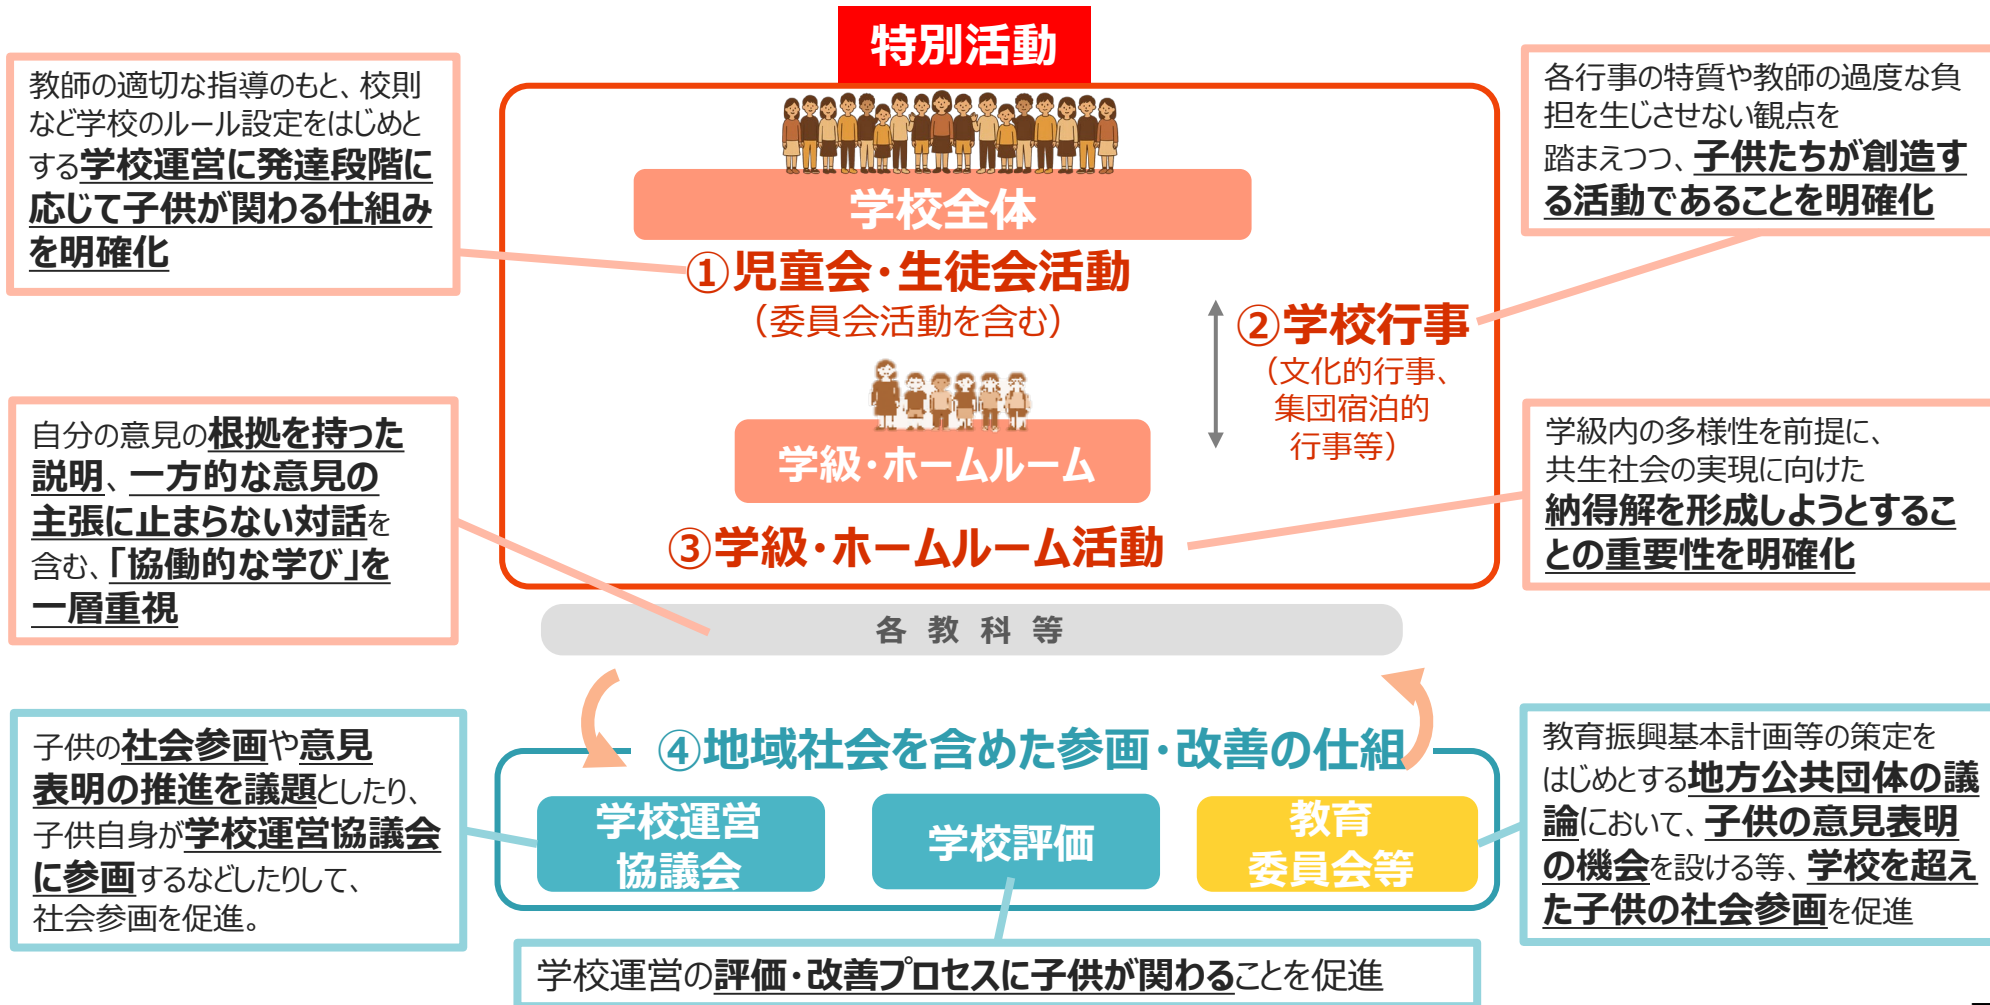 特別活動
教師の適切な指導のもと、校則
など学校のルール設定をはじめと
する学校運営に発達段階に
応じて子供が関わる仕組み
を明確化
各行事の特質や教師の過度な負
担を生じさせない観点を
踏まえつつ、子供たちが創造す
る活動であることを明確化
学校全体
①児童会・生徒会活動
（委員会活動を含む）
②学校行事
（文化的行事、
集団宿泊的
行事等）
自分の意見の根拠を持った
説明、一方的な意見の
主張に止まらない対話を
含む、「協働的な学び」を
一層重視
学級・ホームルーム
③学級・ホームルーム活動
学級内の多様性を前提に、
共生社会の実現に向けた
納得解を形成しようとするこ
との重要性を明確化
各教科等
④地域社会を含めた参画・改善の仕組
子供の社会参画や意見
表明の推進を議題としたり、
子供自身が学校運営協議会
に参画するなどしたりして、
社会参画を促進。
学校運営
協議会
学校評価
教育
委員会等
教育振興基本計画等の策定を
はじめとする地方公共団体の議
論において、子供の意見表明
の機会を設ける等、学校を超え
た子供の社会参画を促進
学校運営の評価・改善プロセスに子供が関わることを促進